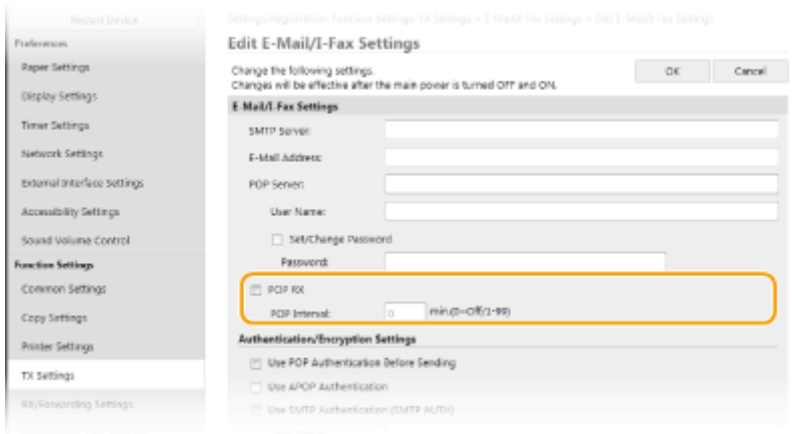 Restart Device
Preferences
Paper Settings
Display Settings
Timer Settings
Network Settings
External Interface Settings
Accessibility Settings
Sound Volume Control
Function Settings
Common Settings
Copy Settings
Printer Settings
TX Settings
RX/Forwarding Settings
Settings/Registration: Function Settings: TX Settings > E-Mail/I-Fax Settings > Edit E-Mail/I-Fax Settings
Edit E-Mail/I-Fax Settings
Change the following settings.
Changes will be effective after the main power is turned OFF and ON.
OK Cancel
E-Mail/I-Fax Settings
SMTP Server:
E-Mail Address:
POP Server:
User Name:
Set/Change Password
Password:
POP RX
POP Interval: 0 min.(0=Off/1-99)
Authentication/Encryption Settings
Use POP Authentication Before Sending
Use APOP Authentication
Use SMTP Authentication (SMTP AUTH)